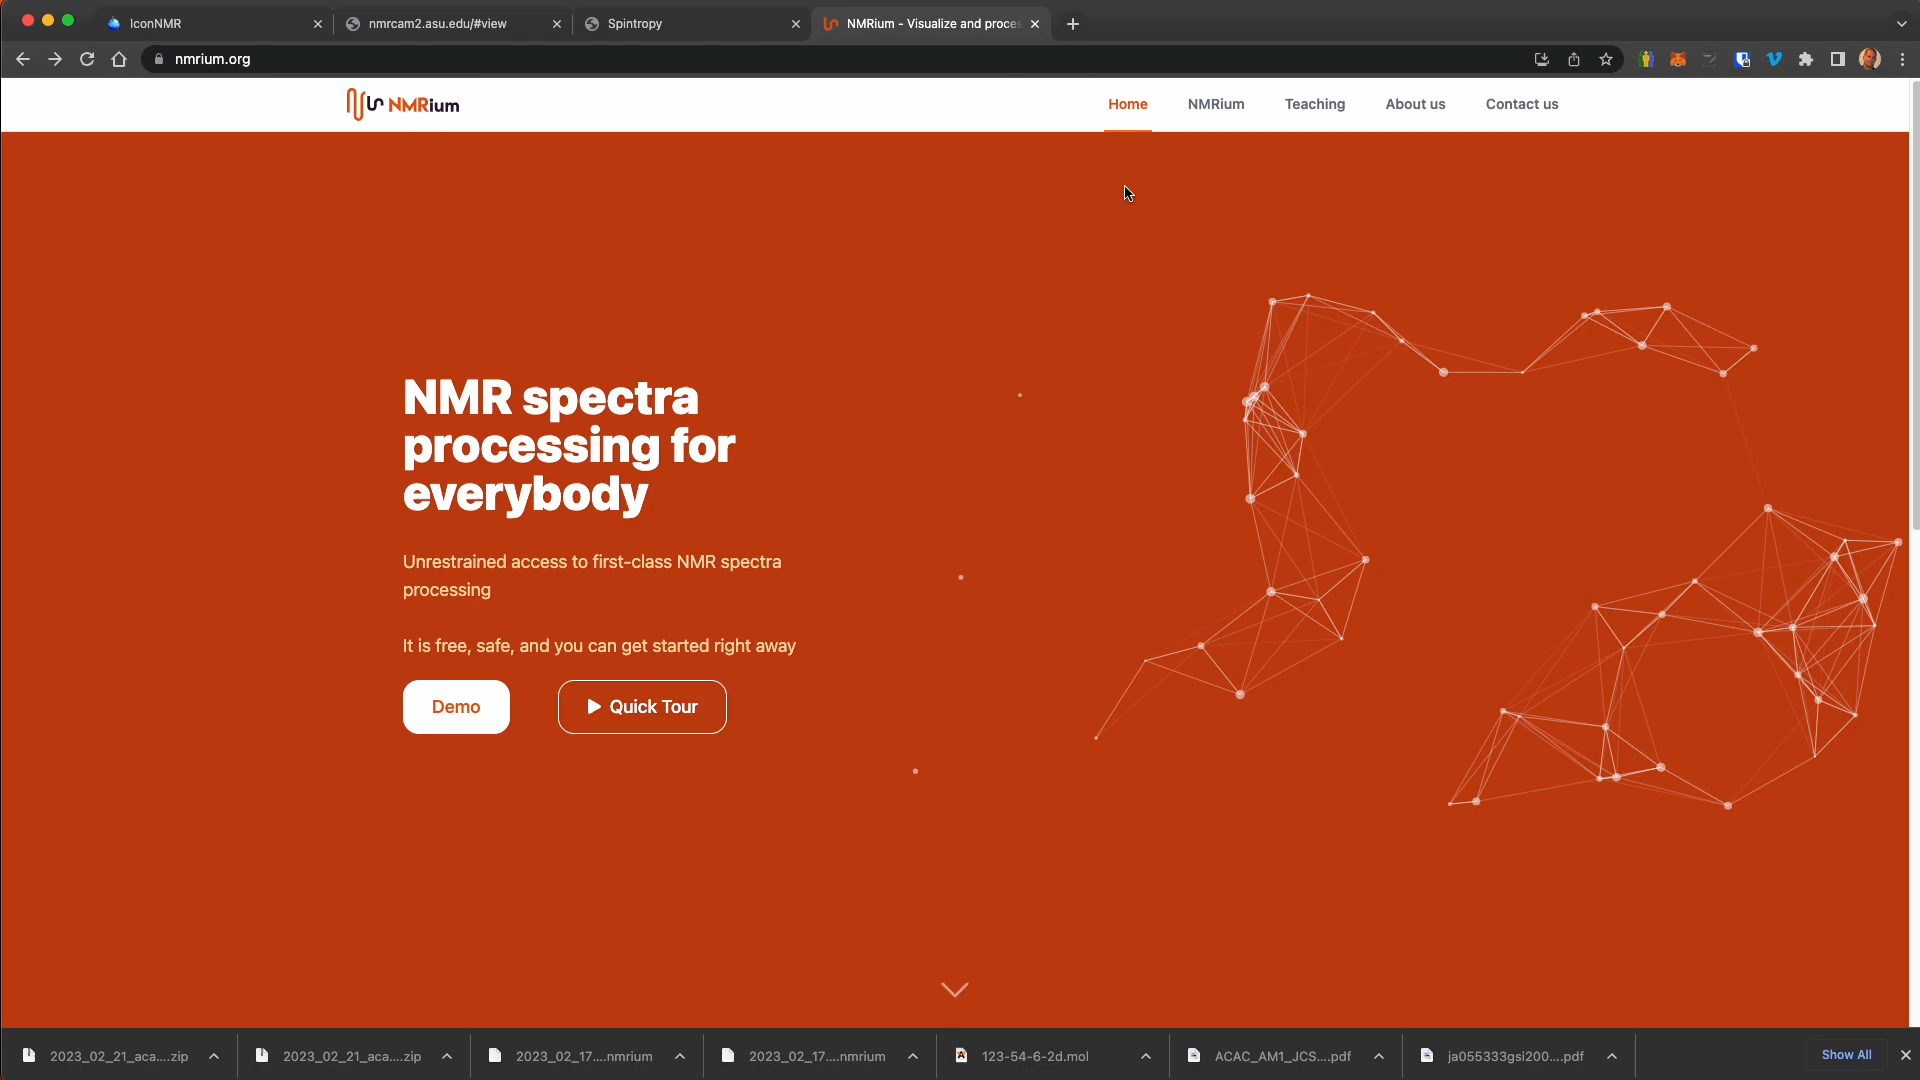 IconNMR
nmrcam2.asu.edu/#view
Spintropy
NMRium - Visualize and proces
nmrium.org
NMRium
Home
NMRium
Teaching
About us
Contact us
NMR spectra
processing for
everybody
Unrestrained access to first-class NMR spectra
processing
It is free, safe, and you can get started right away
Demo
Quick Tour
2023_02_21_aca....zip
2023_02_21_aca....zip
2023_02_17....nmrium
2023_02_17....nmrium
123-54-6-2d.mol
ACAC_AM1_JCS....pdf
ja055333gsi200....pdf
Show All